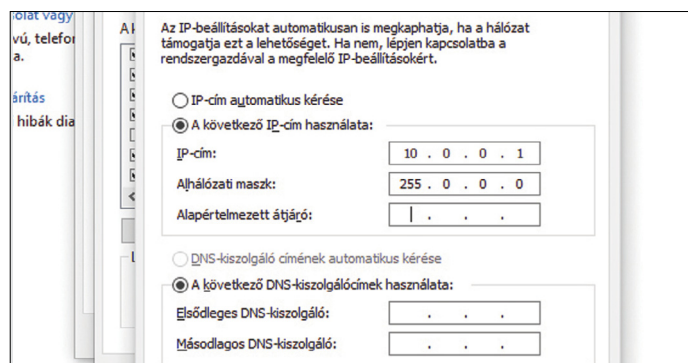 vú, telefor
a.
árítás
hibák dia
Az IP-beállításokat automatikusan is megkaphatja, ha a hálózat
támogatja ezt a lehetőséget. Ha nem, lépjen kapcsolatba a
rendszergazdával a megfelelő IP-beállításokért.
IP-cím automatikus kérése
A következő IP-cím használata:
IP-cím: 10 . 0 . 0 . 1
Alhálózati maszk: 255 . 0 . 0 . 0
Alapértelmezett átjáró: . . .
DNS-kiszolgáló címének automatikus kérése
A következő DNS-kiszolgálócímek használata:
Elsődleges DNS-kiszolgáló: . . .
Másodlagos DNS-kiszolgáló: . . .